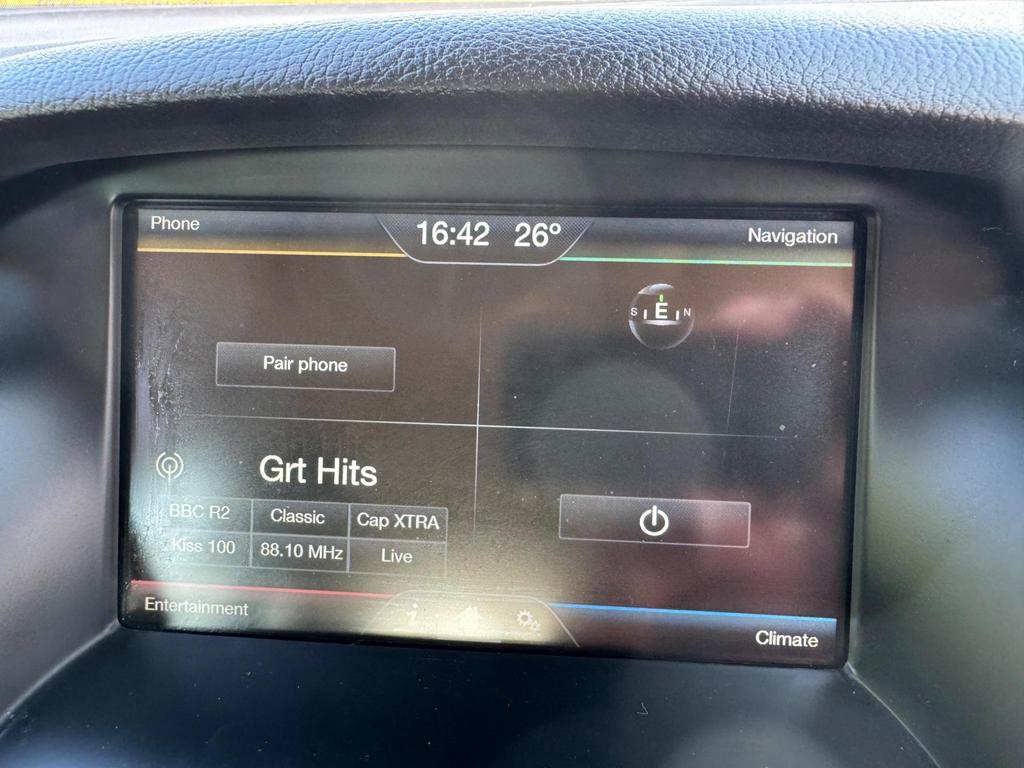 Phone
16:42 26º
Navigation
S E N
Pair phone
Grt Hits
BBC R2 Classic Cap XTRA
Kiss 100 88.10 MHz Live
Entertainment
i
Climate